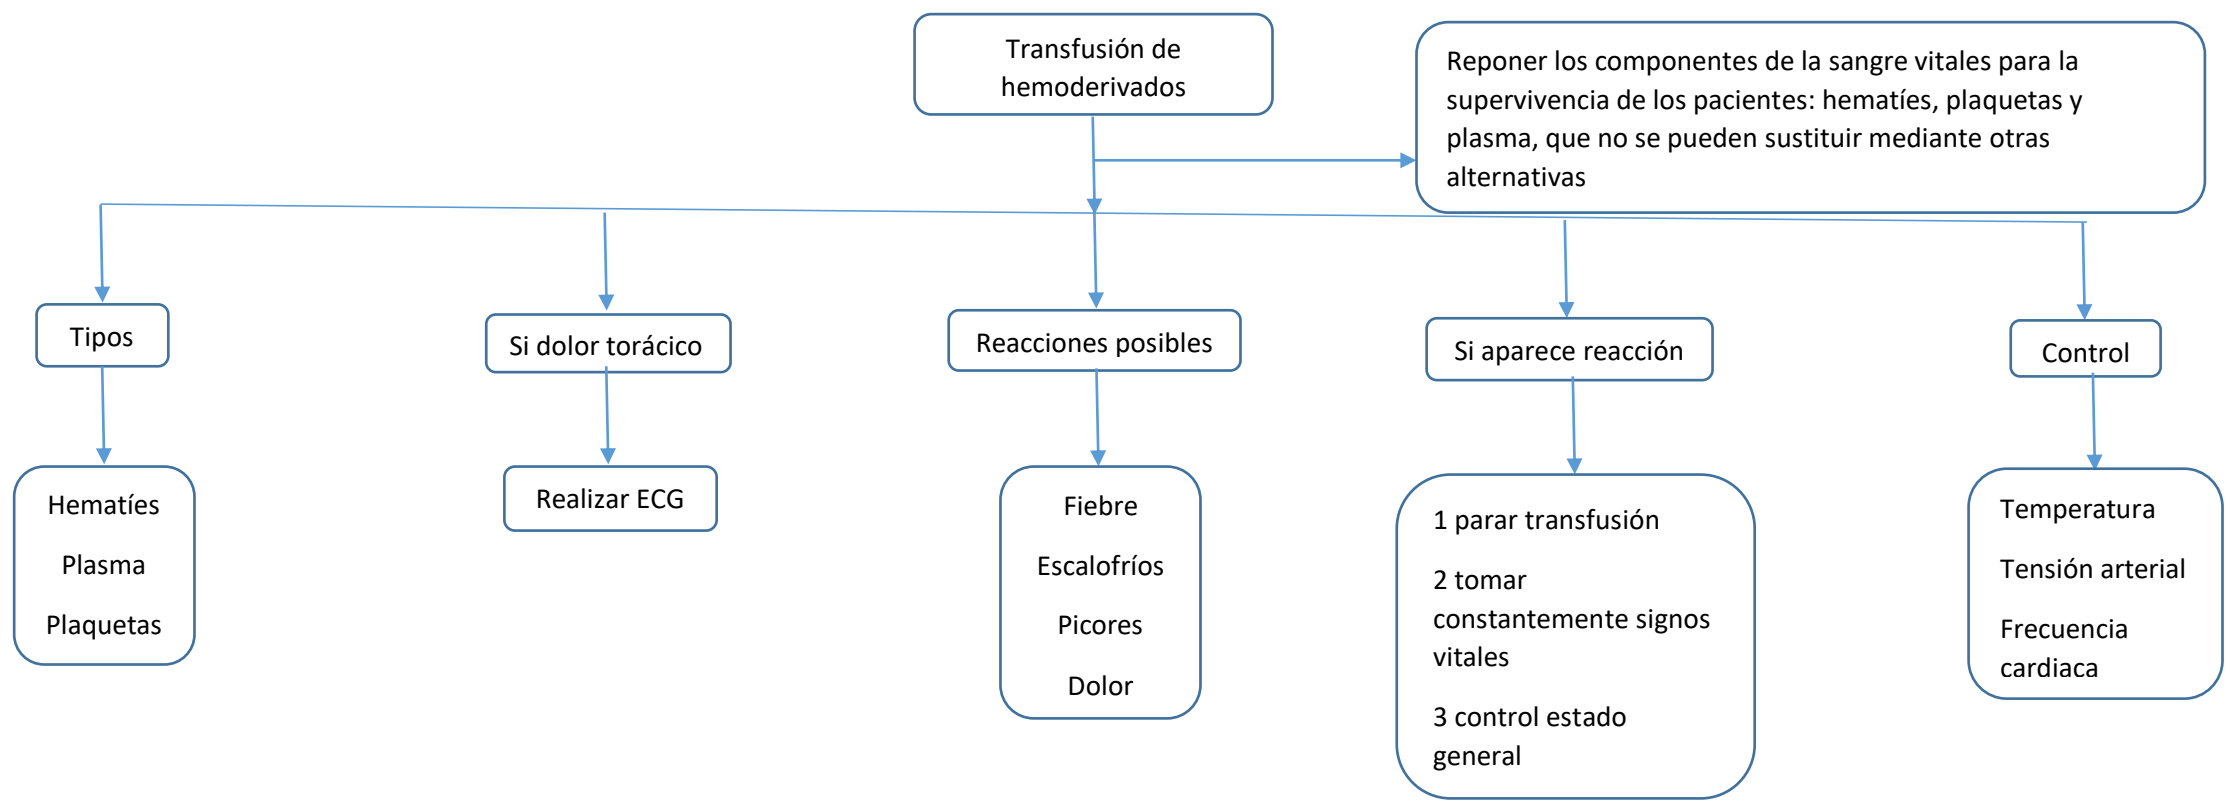 Transfusión de
hemoderivados
Reponer los componentes de la sangre vitales para la
supervivencia de los pacientes: hematíes, plaquetas y
plasma, que no se pueden sustituir mediante otras
alternativas
Tipos
Si dolor torácico
Reacciones posibles
Si aparece reacción
Control
Hematíes
Plasma
Plaquetas
Realizar ECG
Fiebre
Escalofríos
Picores
Dolor
1 parar transfusión
2 tomar
constantemente signos
vitales
3 control estado
general
Temperatura
Tensión arterial
Frecuencia
cardiaca